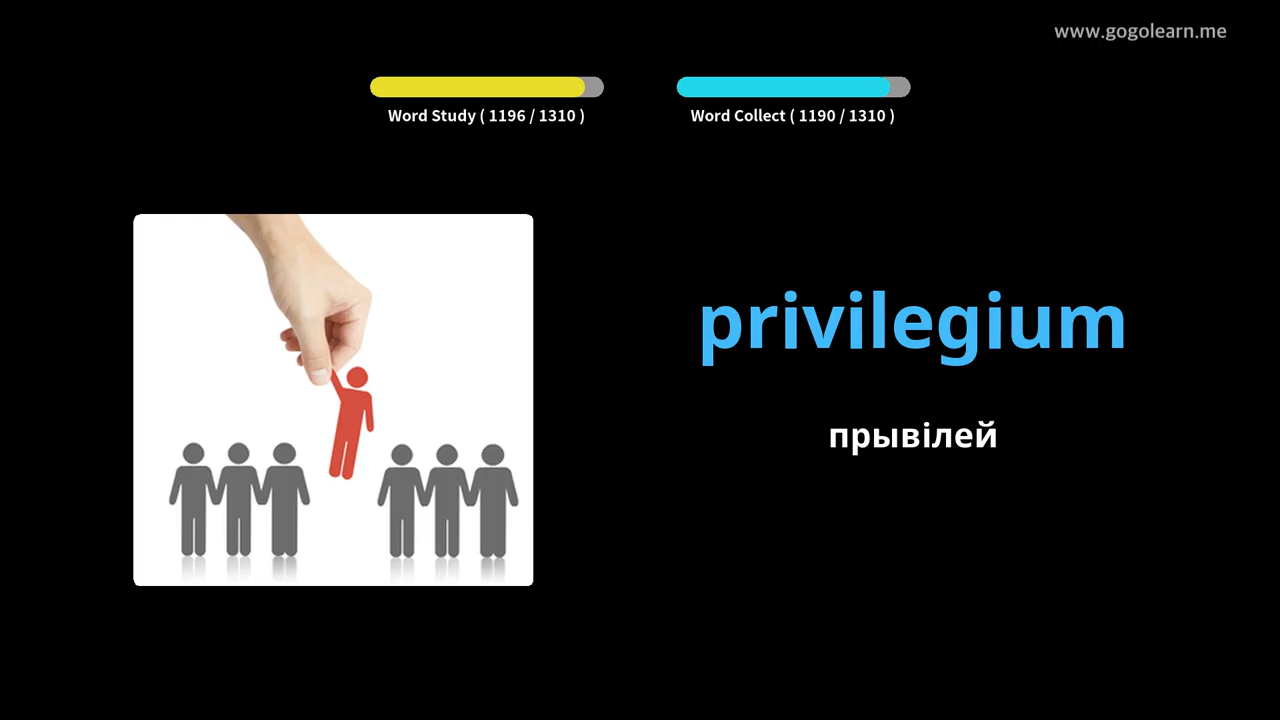 www.gogolearn.me
Word Study ( 1196 / 1310 )
Word Collect ( 1190 / 1310 )
privilegium
прывілей